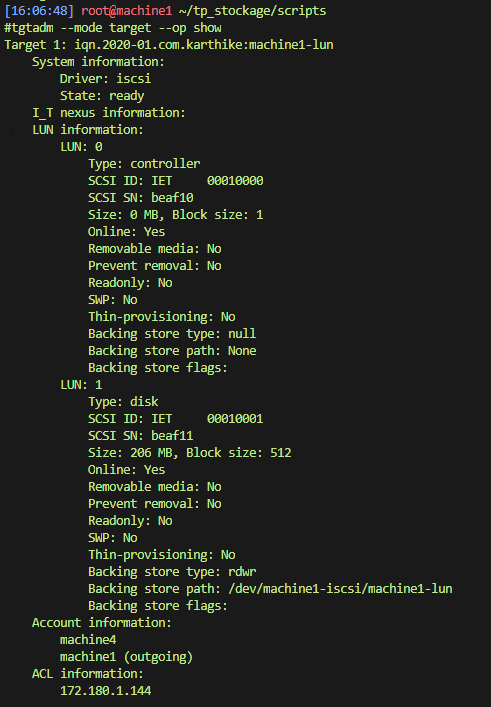 [16:06:48] root@machine1 ~/tp_stockage/scripts
#tgtadm --mode target --op show
Target 1: iqn.2020-01.com.karthike:machine1-lun
    System information:
        Driver: iscsi
        State: ready
    I_T nexus information:
    LUN information:
        LUN: 0
            Type: controller
            SCSI ID: IET     00010000
            SCSI SN: beaf10
            Size: 0 MB, Block size: 1
            Online: Yes
            Removable media: No
            Prevent removal: No
            Readonly: No
            SWP: No
            Thin-provisioning: No
            Backing store type: null
            Backing store path: None
            Backing store flags:
        LUN: 1
            Type: disk
            SCSI ID: IET     00010001
            SCSI SN: beaf11
            Size: 206 MB, Block size: 512
            Online: Yes
            Removable media: No
            Prevent removal: No
            Readonly: No
            SWP: No
            Thin-provisioning: No
            Backing store type: rdwr
            Backing store path: /dev/machine1-iscsi/machine1-lun
            Backing store flags:
    Account information:
        machine4
        machine1 (outgoing)
    ACL information:
        172.180.1.144